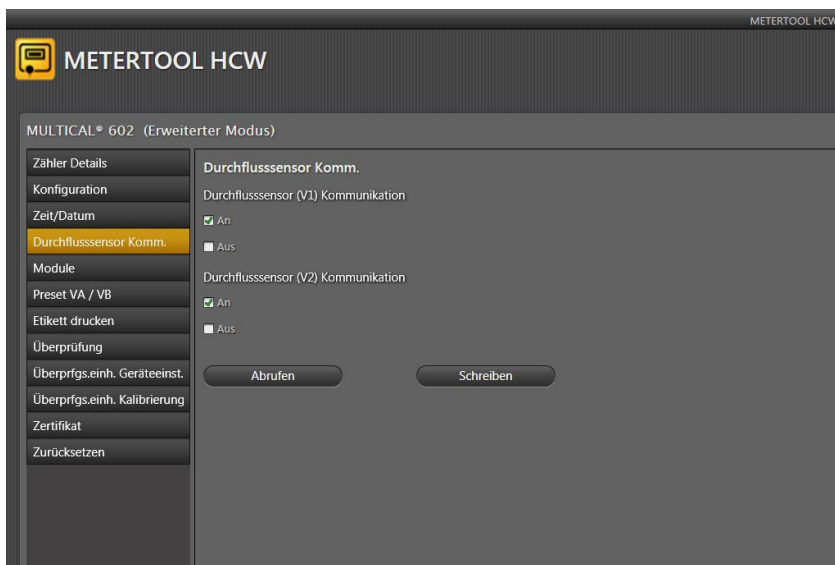 METERTOOL HCW
METERTOOL HCW
MULTICAL® 602 (Erweiterter Modus)
Zähler Details
Konfiguration
Zeit/Datum
Durchflusssensor Komm.
Module
Preset VA / VB
Etikett drucken
Überprüfung
Überprfgs.einh. Geräteeinst.
Überprfgs.einh. Kalibrierung
Zertifikat
Zurücksetzen
Durchflusssensor Komm.
Durchflusssensor (V1) Kommunikation
An
Aus
Durchflusssensor (V2) Kommunikation
An
Aus
Abrufen
Schreiben